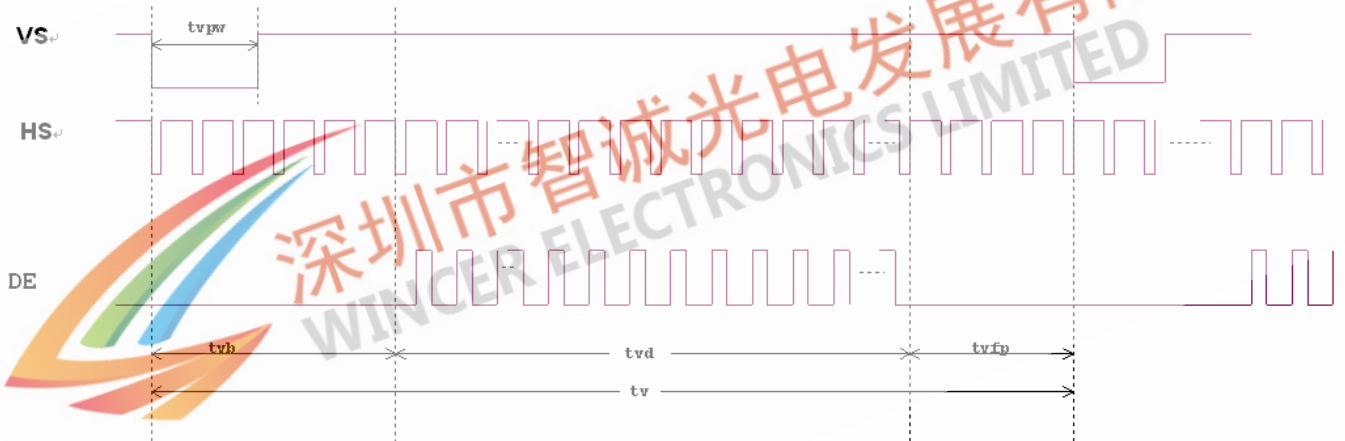 VS
tvpw
HS
DE
tvb
tvd
tvfp
tv
深圳市智诚光电发展有
WINCER ELECTRONICS LIMITED